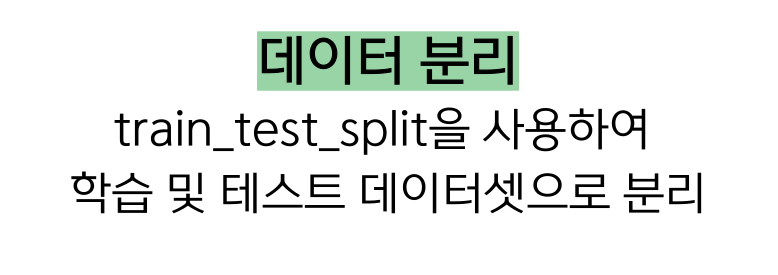 데이터 분리
train_test_split을 사용하여
학습 및 테스트 데이터셋으로 분리